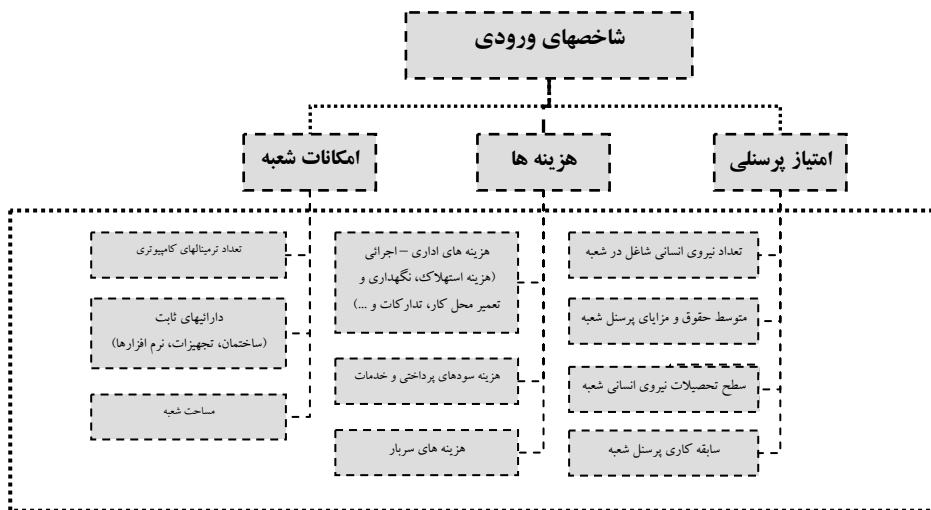 شاخصهای ورودی
امتیاز پرسنلی
هزینه ها
امکانات شعبه
تعداد نیروی انسانی شاغل در شعبه
متوسط حقوق و مزایای پرسنل شعبه
سطح تحصیلات نیروی انسانی شعبه
سابقه کاری پرسنل شعبه
هزینه های اداری – اجرائی
(هزینه استهلاک، نگهداری و
تعمیر محل کار، تدارکات و ...)
هزینه سودهای پرداختی و خدمات
هزینه های سربار
تعداد ترمینالهای کامپیوتری
دارائیهای ثابت
(ساختمان، تجهیزات، نرم افزارها)
مساحت شعبه